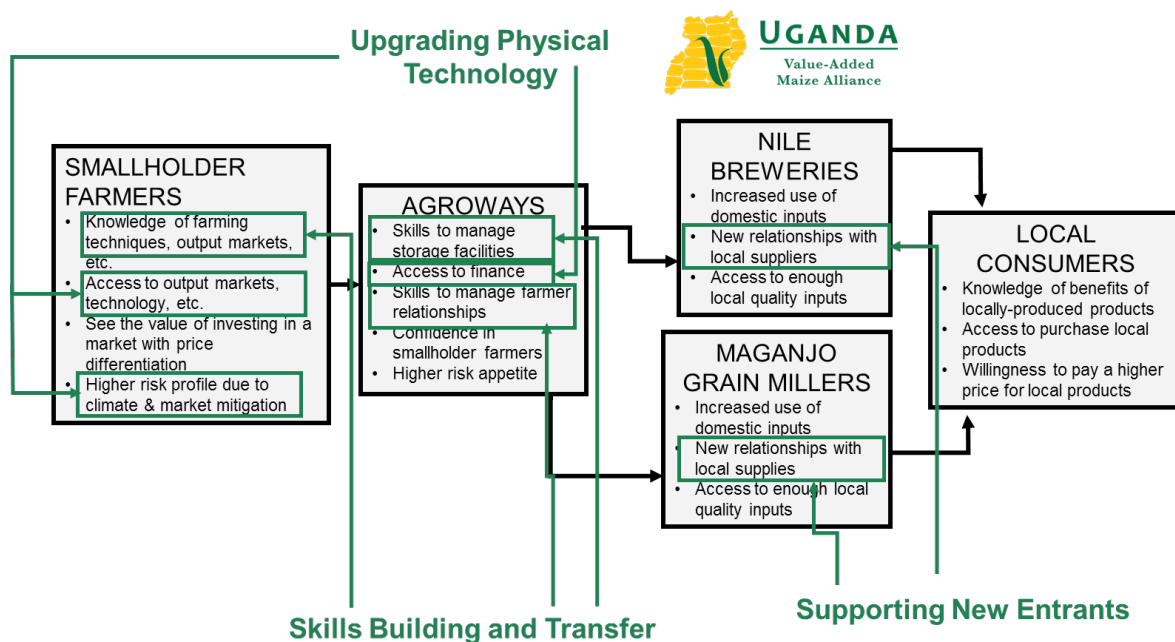 Upgrading Physical
Technology
UGANDA
Value-Added
Maize Alliance
SMALLHOLDER
FARMERS
• Knowledge of farming
techniques, output markets,
etc.
• Access to output markets,
technology, etc.
• See the value of investing in a
market with price
differentiation
• Higher risk profile due to
climate & market mitigation
AGROWAYS
• Skills to manage
storage facilities
• Access to finance
• Skills to manage farmer
relationships
• Confidence in
smallholder farmers
• Higher risk appetite
NILE
BREWERIES
• Increased use of
domestic inputs
• New relationships with
local suppliers
• Access to enough
local quality inputs
MAGANJO
GRAIN MILLERS
• Increased use of
domestic inputs
• New relationships with
local supplies
• Access to enough local
quality inputs
LOCAL
CONSUMERS
• Knowledge of benefits of
locally-produced products
• Access to purchase local
products
• Willingness to pay a higher
price for local products
Skills Building and Transfer
Supporting New Entrants